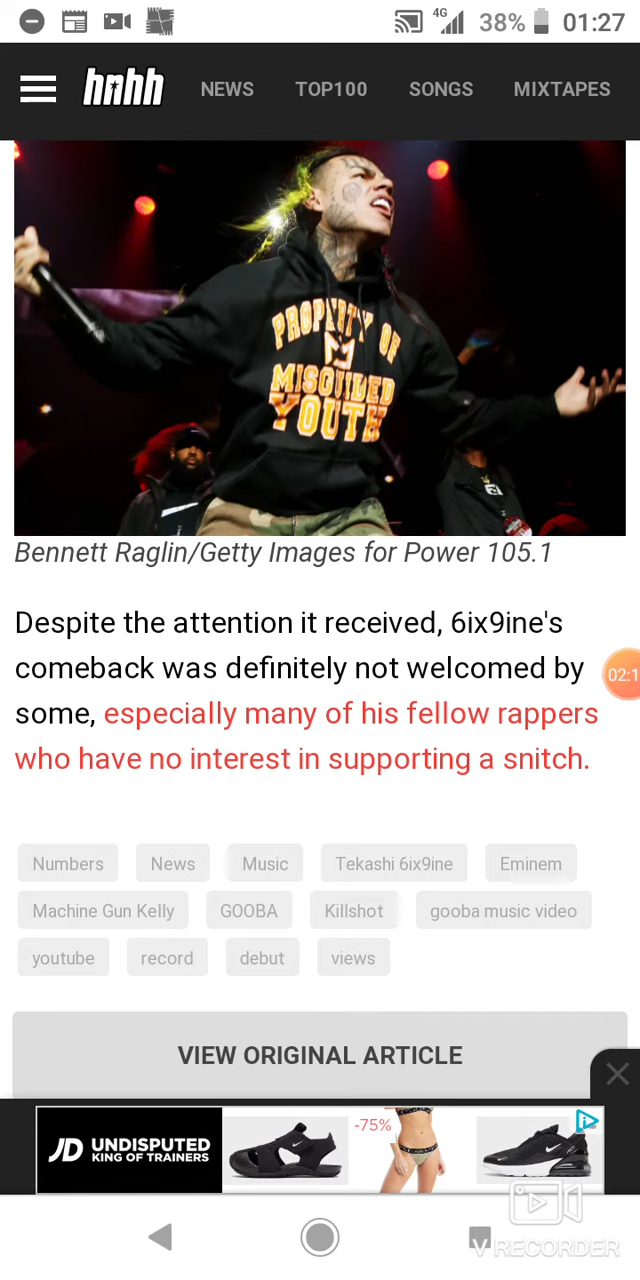 4G 38% 01:27
hnhh NEWS TOP100 SONGS MIXTAPES
PROPERTY OF
MISGUIDED
YOUTH
Bennett Raglin/Getty Images for Power 105.1
Despite the attention it received, 6ix9ine's
comeback was definitely not welcomed by
02:1
some, especially many of his fellow rappers
who have no interest in supporting a snitch.
Numbers News Music Tekashi 6ix9ine Eminem
Machine Gun Kelly GOOBA Killshot gooba music video
youtube record debut views
VIEW ORIGINAL ARTICLE
JD UNDISPUTED
KING OF TRAINERS
-75%
V RECORDER